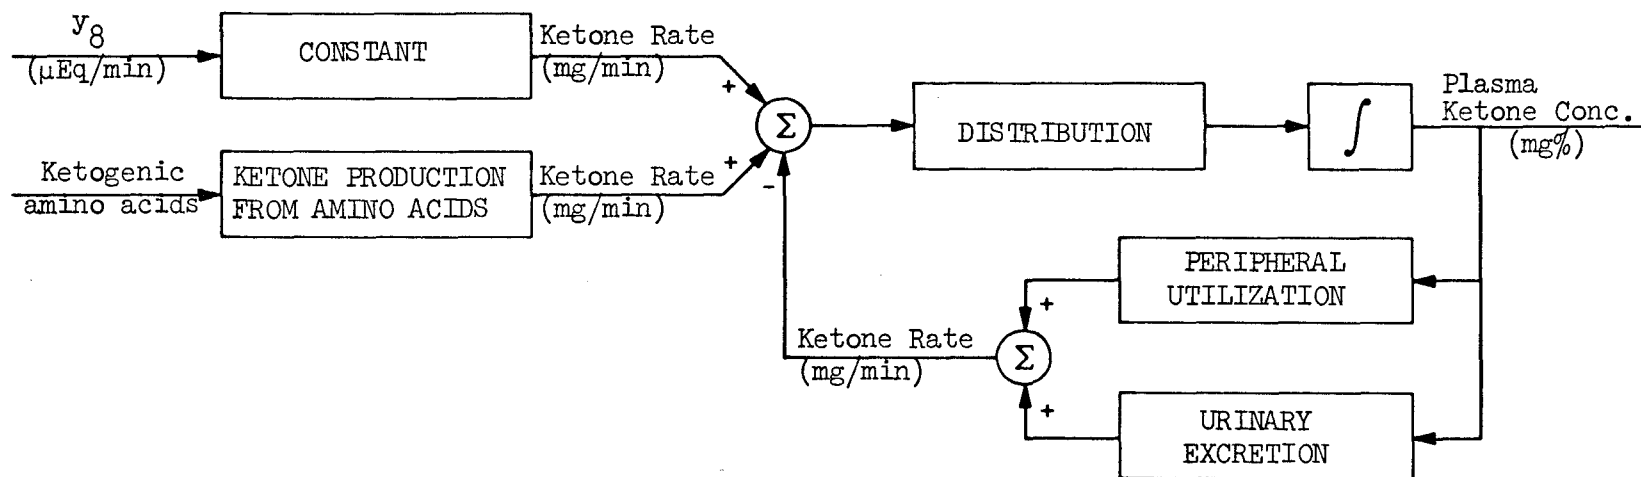 y8
(μEq/min)
CONSTANT
Ketone Rate
(mg/min)
+
Ketogenic
amino acids
KETONE PRODUCTION
FROM AMINO ACIDS
Ketone Rate
(mg/min)
+
-
Σ
DISTRIBUTION
∫
Plasma
Ketone Conc.
(mg%)
PERIPHERAL
UTILIZATION
+
Σ
Ketone Rate
(mg/min)
+
URINARY
EXCRETION